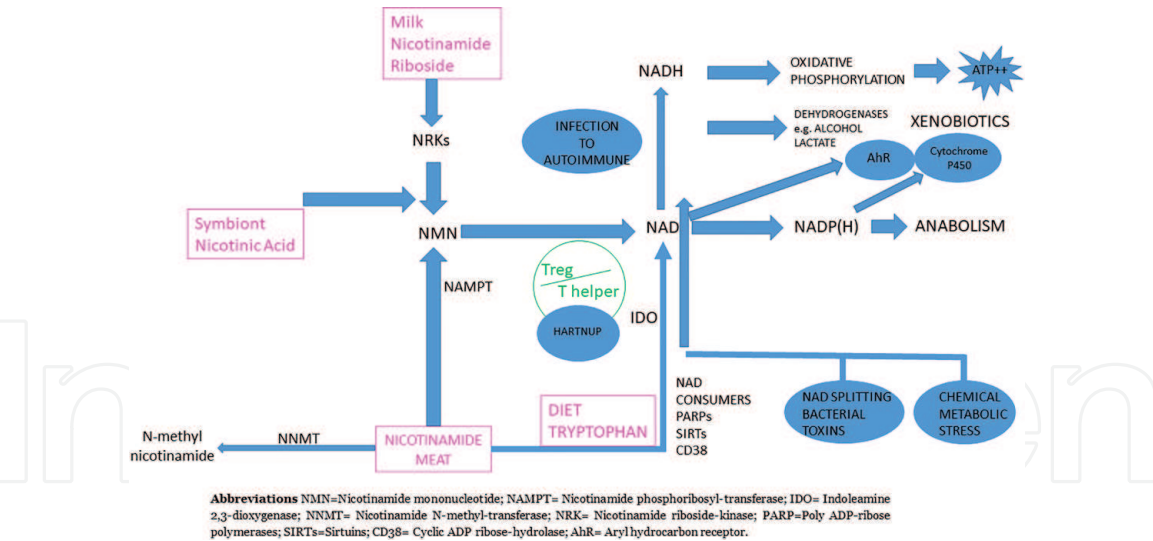 Milk
Nicotinamide
Riboside
NRKs
Symbiont
Nicotinic Acid
NMN
NAMPT
INFECTION
TO
AUTOIMMUNE
NADH
OXIDATIVE
PHOSPHORYLATION
ATP++
DEHYDROGENASES
e.g. ALCOHOL
LACTATE
XENOBIOTICS
AhR
Cytochrome
P450
NAD
NADP(H)
ANABOLISM
Treg
T helper
HARTNUP
IDO
DIET
TRYPTOPHAN
NAD
CONSUMERS
PARPs
SIRTs
CD38
NAD SPLITTING
BACTERIAL
TOXINS
CHEMICAL
METABOLIC
STRESS
N-methyl
nicotinamide
NNMT
NICOTINAMIDE
MEAT
Abbreviations NMN=Nicotinamide mononucleotide; NAMPT= Nicotinamide phosphoribosyl-transferase; IDO= Indoleamine
2,3-dioxygenase; NNMT= Nicotinamide N-methyl-transferase; NRK= Nicotinamide riboside-kinase; PARP=Poly ADP-ribose
polymerases; SIRTs=Sirtuins; CD38= Cyclic ADP ribose-hydrolase; AhR= Aryl hydrocarbon receptor.